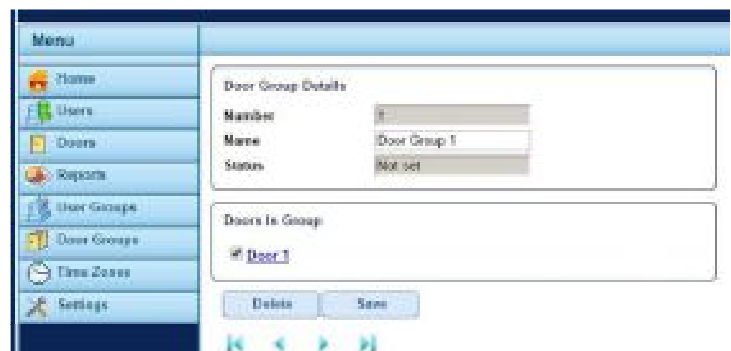 Menu
Home
Users
Doors
Reports
User Groups
Door Groups
Time Zones
Settings
Door Group Details
Number 1
Name Door Group 1
Status Not set
Doors In Group
Door 1
Delete Save